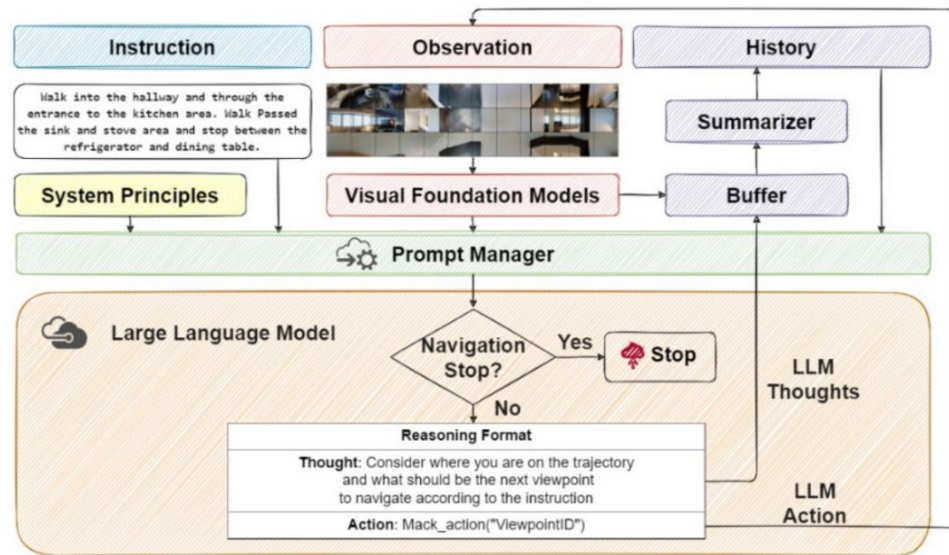 Instruction
Observation
History
Walk into the hallway and through the
entrance to the kitchen area. Walk Passed
the sink and stove area and stop between the
refrigerator and dining table.
Summarizer
System Principles
Visual Foundation Models
Buffer
Prompt Manager
Large Language Model
Navigation
Stop?
Yes
Stop
No
LLM
Thoughts
Reasoning Format
Thought: Consider where you are on the trajectory
and what should be the next viewpoint
to navigate according to the instruction
Action: Mack_action("ViewpointID")
LLM
Action